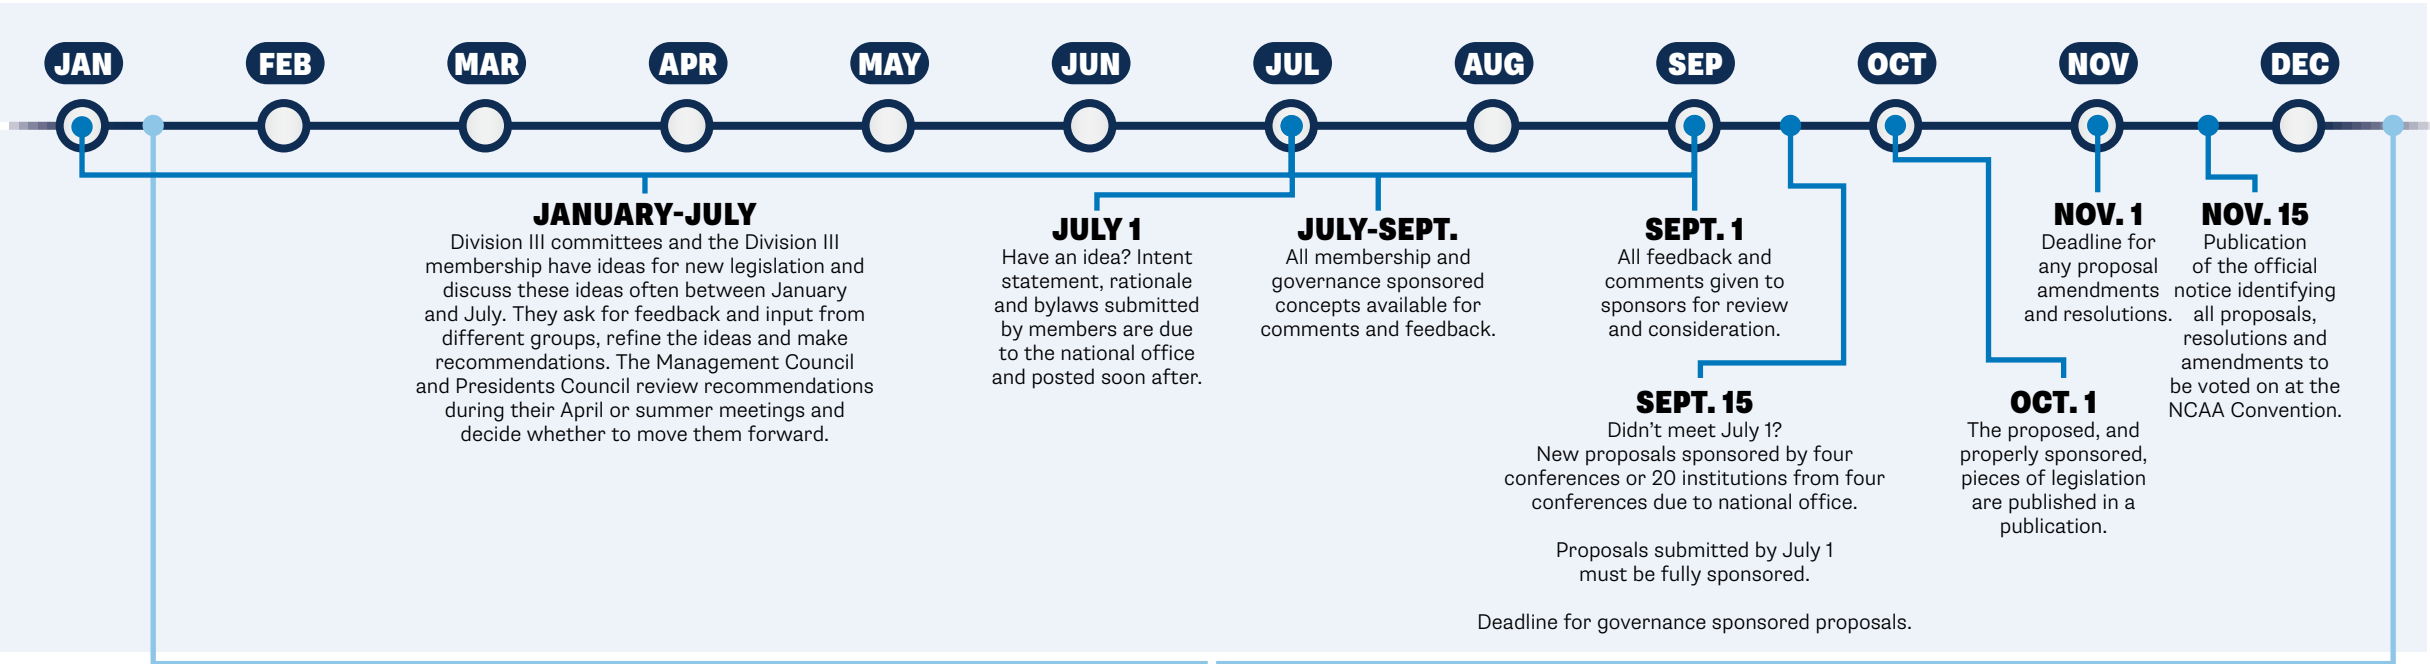 JAN
FEB
MAR
APR
MAY
JUN
JUL
AUG
SEP
OCT
NOV
DEC
JANUARY-JULY
Division III committees and the Division III
membership have ideas for new legislation and
discuss these ideas often between January
and July. They ask for feedback and input from
different groups, refine the ideas and make
recommendations. The Management Council
and Presidents Council review recommendations
during their April or summer meetings and
decide whether to move them forward.
JULY 1
Have an idea? Intent
statement, rationale
and bylaws submitted
by members are due
to the national office
and posted soon after.
JULY-SEPT.
All membership and
governance sponsored
concepts available for
comments and feedback.
SEPT. 1
All feedback and
comments given to
sponsors for review
and consideration.
SEPT. 15
Didn't meet July 1?
New proposals sponsored by four
conferences or 20 institutions from four
conferences due to national office.
Proposals submitted by July 1
must be fully sponsored.
Deadline for governance sponsored proposals.
OCT. 1
The proposed, and
properly sponsored,
pieces of legislation
are published in a
publication.
NOV. 1
Deadline for
any proposal
amendments
and resolutions.
NOV. 15
Publication
of the official
notice identifying
all proposals,
resolutions and
amendments to
be voted on at the
NCAA Convention.